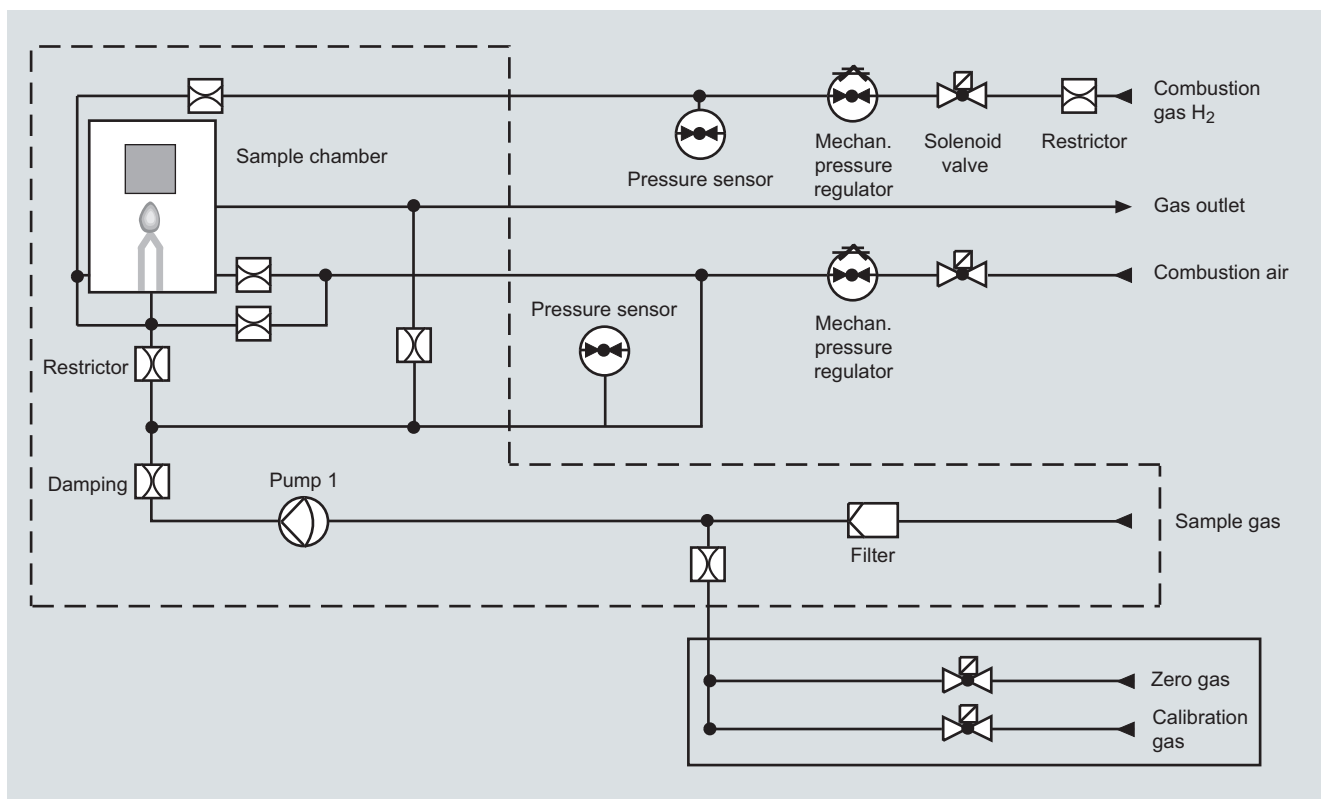 Combustion
gas H₂
Sample chamber
Pressure sensor
Mechan.
pressure
regulator
Solenoid
valve
Restrictor
Gas outlet
Combustion air
Pressure sensor
Mechan.
pressure
regulator
Restrictor
Damping
Pump 1
Filter
Sample gas
Zero gas
Calibration
gas